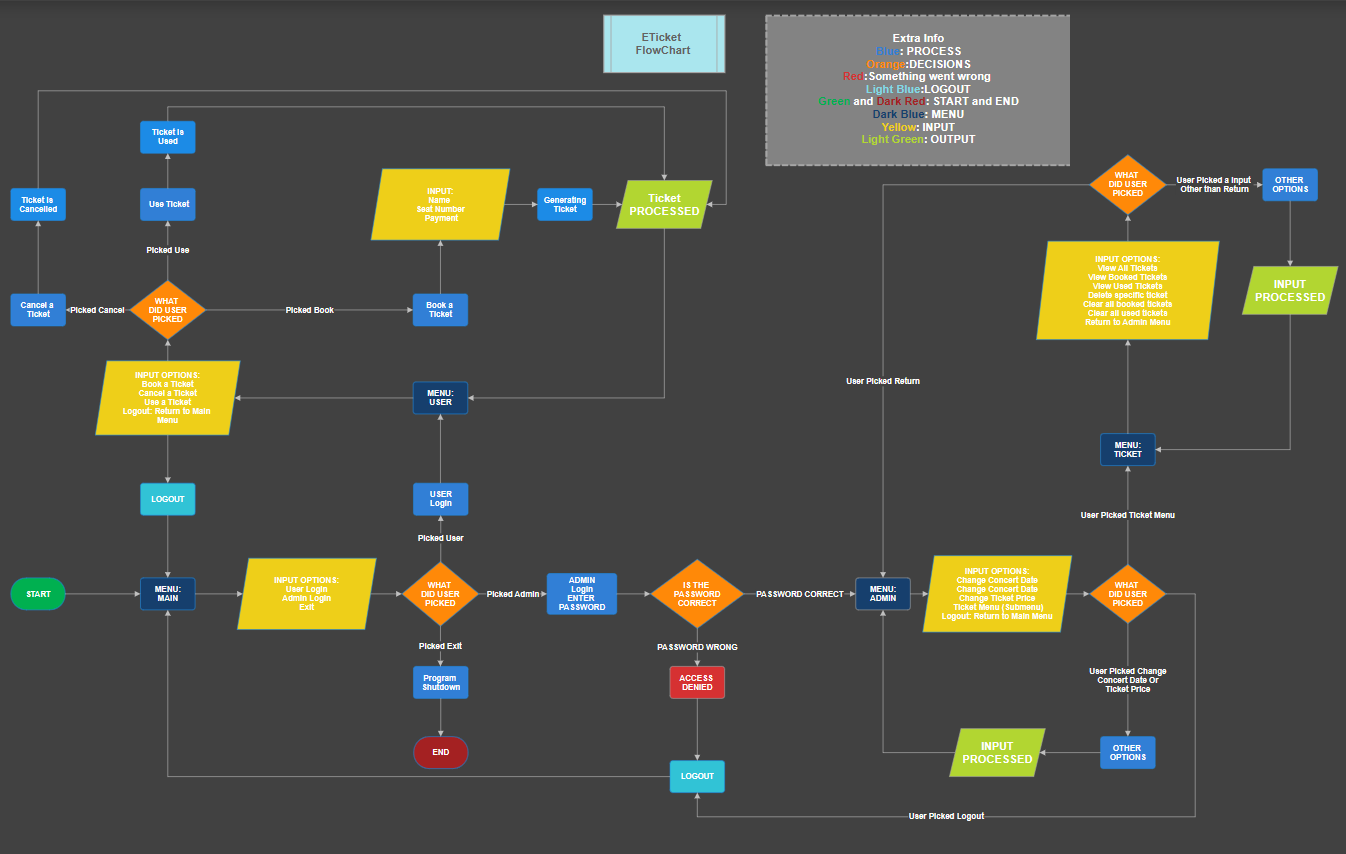 ETicket
FlowChart
Extra Info
Blue: PROCESS
Orange:DECISIONS
Red:Something went wrong
Light Blue:LOGOUT
Green and Dark Red: START and END
Dark Blue: MENU
Yellow: INPUT
Light Green: OUTPUT
Ticket is
Used
Ticket is
Cancelled
Use Ticket
INPUT:
Name
Seat Number
Payment
Generating
Ticket
Ticket
PROCESSED
WHAT
DID USER
PICKED
User Picked a Input
Other than Return
OTHER
OPTIONS
Picked Use
Cancel a
Ticket
Picked Cancel
WHAT
DID USER
PICKED
Picked Book
Book a
Ticket
INPUT OPTIONS:
View All Tickets
View Booked Tickets
View Used Tickets
Delete specific ticket
Clear all booked tickets
Clear all used tickets
Return to Admin Menu
INPUT
PROCESSED
INPUT OPTIONS:
Book a Ticket
Cancel a Ticket
Use a Ticket
Logout: Return to Main
Menu
MENU:
USER
User Picked Return
MENU:
TICKET
LOGOUT
USER
Login
User Picked Ticket Menu
Picked User
START
MENU:
MAIN
INPUT OPTIONS:
User Login
Admin Login
Exit
WHAT
DID USER
PICKED
Picked Admin
ADMIN
Login
ENTER
PASSWORD
IS THE
PASSWORD
CORRECT
PASSWORD CORRECT
MENU:
ADMIN
INPUT OPTIONS:
Change Concert Date
Change Concert Date
Change Ticket Price
Ticket Menu (Submenu)
Logout: Return to Main Menu
WHAT
DID USER
PICKED
Picked Exit
PASSWORD WRONG
Program
Shutdown
ACCESS
DENIED
User Picked Change
Concert Date Or
Ticket Price
END
INPUT
PROCESSED
OTHER
OPTIONS
LOGOUT
User Picked Logout